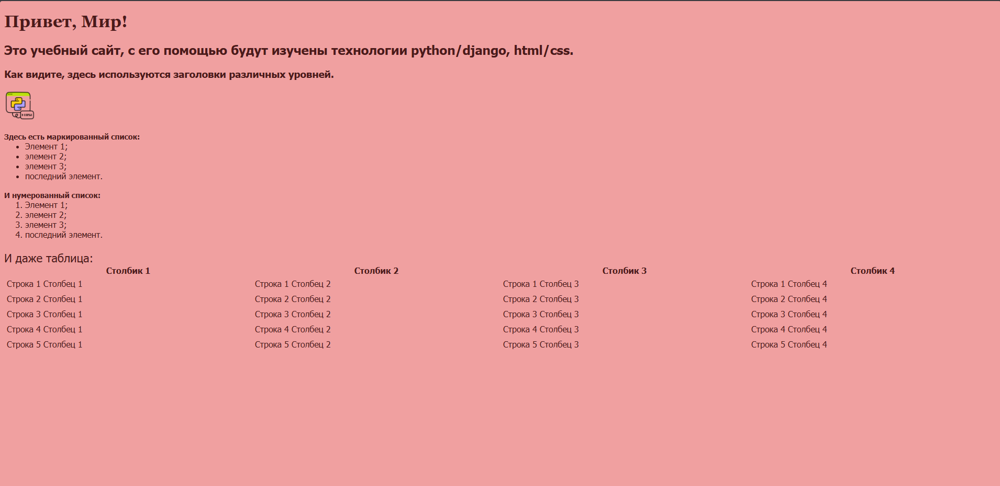 Привет, Мир!
Это учебный сайт, с его помощью будут изучены технологии python/django, html/css.
Как видите, здесь используются заголовки различных уровней.
Здесь есть маркированный список:
• Элемент 1;
• элемент 2;
• элемент 3;
• последний элемент.
И нумерованный список:
1. Элемент 1;
2. элемент 2;
3. элемент 3;
4. последний элемент.
И даже таблица:
Столбик 1 Столбик 2 Столбик 3 Столбик 4
Строка 1 Столбец 1 Строка 1 Столбец 2 Строка 1 Столбец 3 Строка 1 Столбец 4
Строка 2 Столбец 1 Строка 2 Столбец 2 Строка 2 Столбец 3 Строка 2 Столбец 4
Строка 3 Столбец 1 Строка 3 Столбец 2 Строка 3 Столбец 3 Строка 3 Столбец 4
Строка 4 Столбец 1 Строка 4 Столбец 2 Строка 4 Столбец 3 Строка 4 Столбец 4
Строка 5 Столбец 1 Строка 5 Столбец 2 Строка 5 Столбец 3 Строка 5 Столбец 4